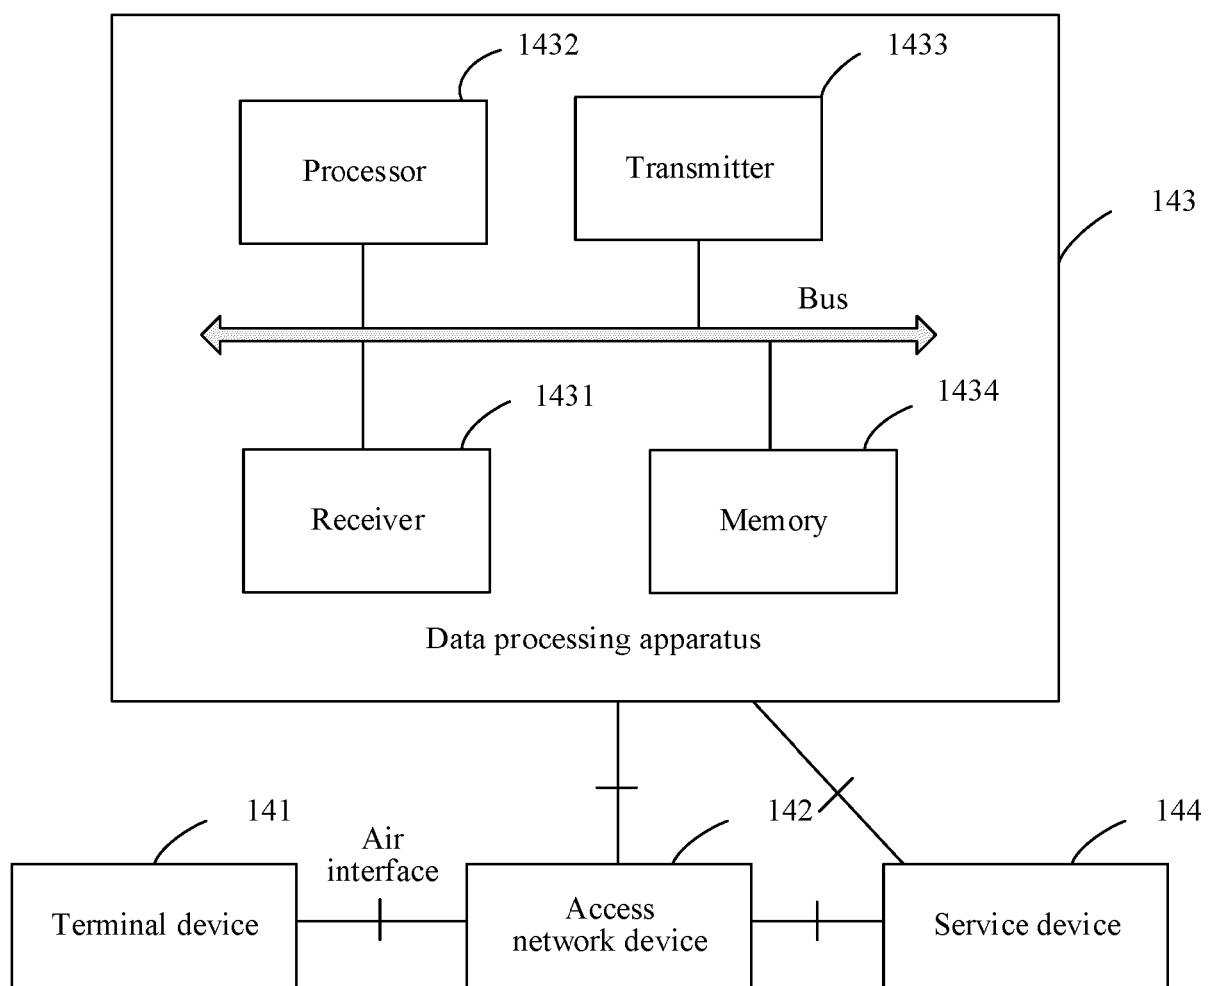 1432
1433
Processor
Transmitter
143
Bus
1431
1434
Receiver
Memory
Data processing apparatus
141
142
144
Air
interface
Terminal device
Access
network device
Service device